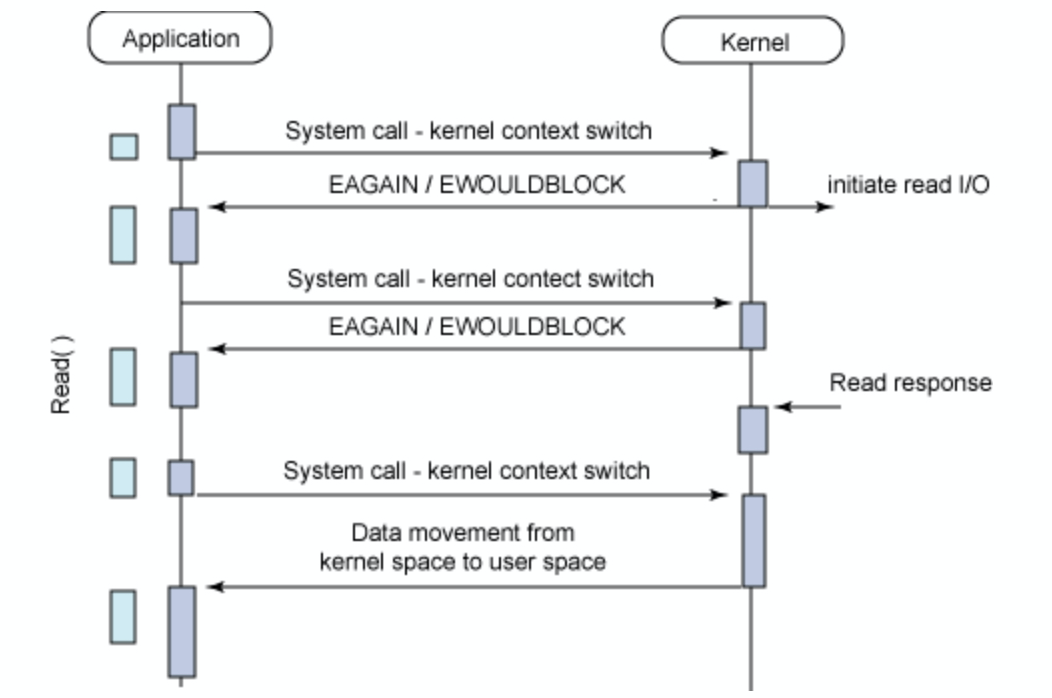 Application
Kernel
System call - kernel context switch
EAGAIN / EWOULDBLOCK
initiate read I/O
System call - kernel contect switch
EAGAIN / EWOULDBLOCK
Read( )
Read response
System call - kernel context switch
Data movement from
kernel space to user space